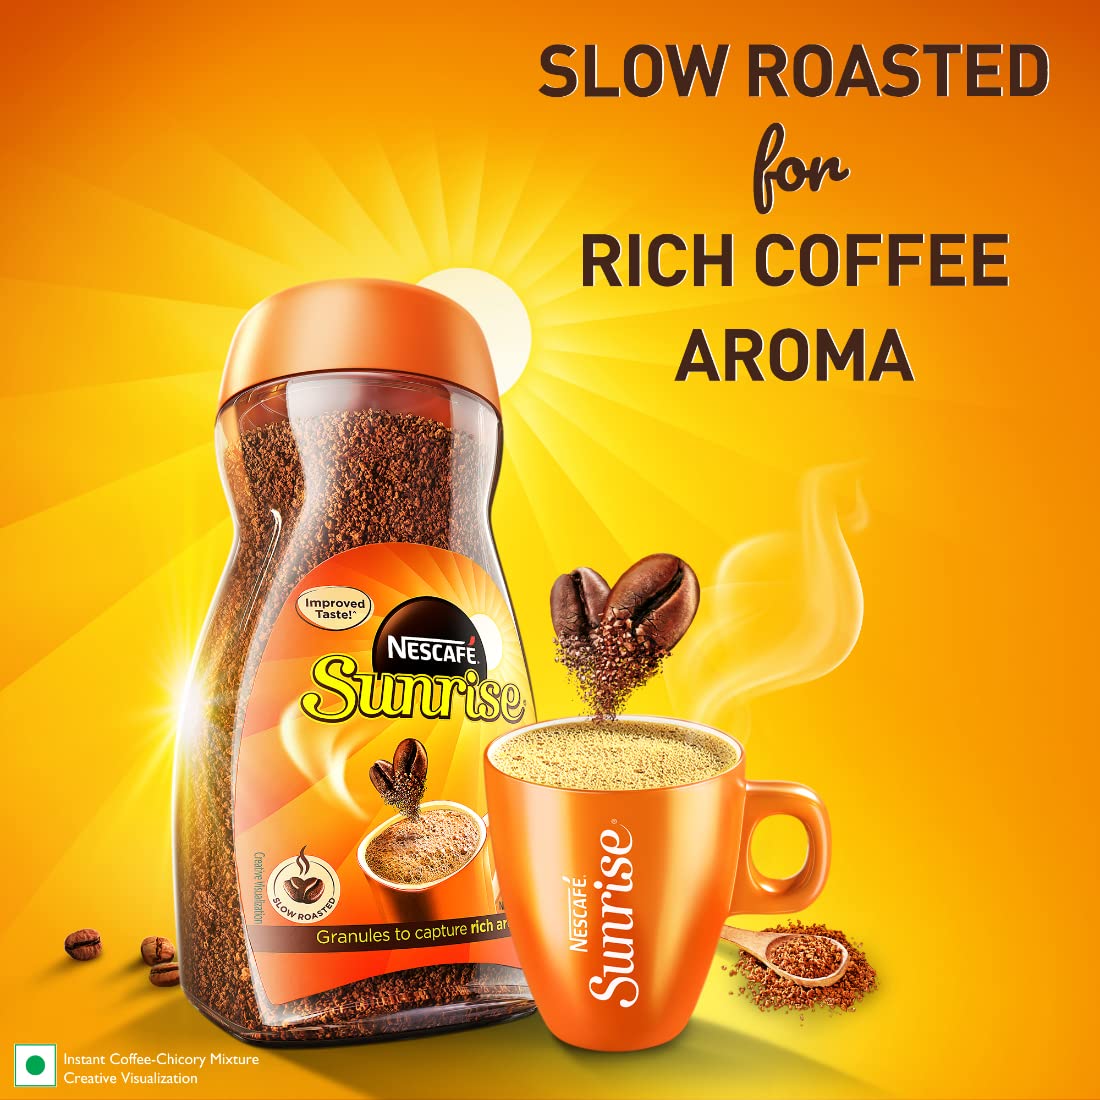 SLOW ROASTED
for
RICH COFFEE
AROMA
Improved
Taste!^
NESCAFÉ®
Sunrise®
Creative Visualization
SLOW ROASTED
Granules to capture rich ar
NESCAFÉ®
Sunrise®
Instant Coffee-Chicory Mixture
Creative Visualization